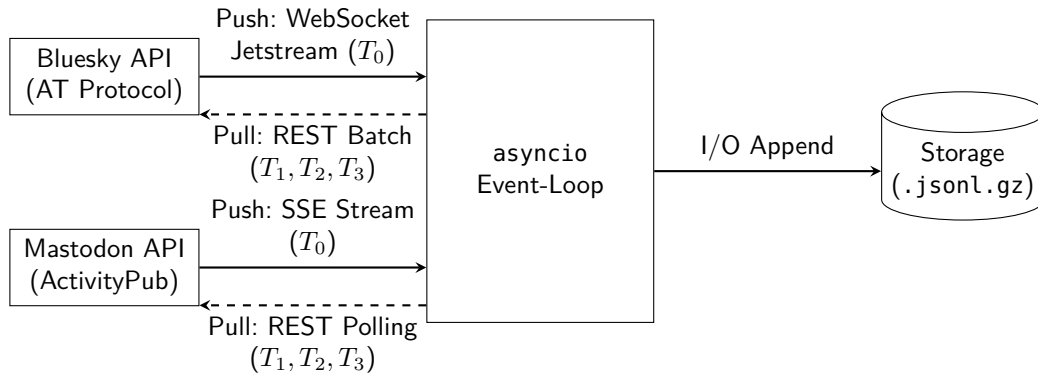 Bluesky API
(AT Protocol)
Push: WebSocket
Jetstream (T₀)
Pull: REST Batch
(T₁, T₂, T₃)
Mastodon API
(ActivityPub)
Push: SSE Stream
(T₀)
Pull: REST Polling
(T₁, T₂, T₃)
asyncio
Event-Loop
I/O Append
Storage
(.jsonl.gz)